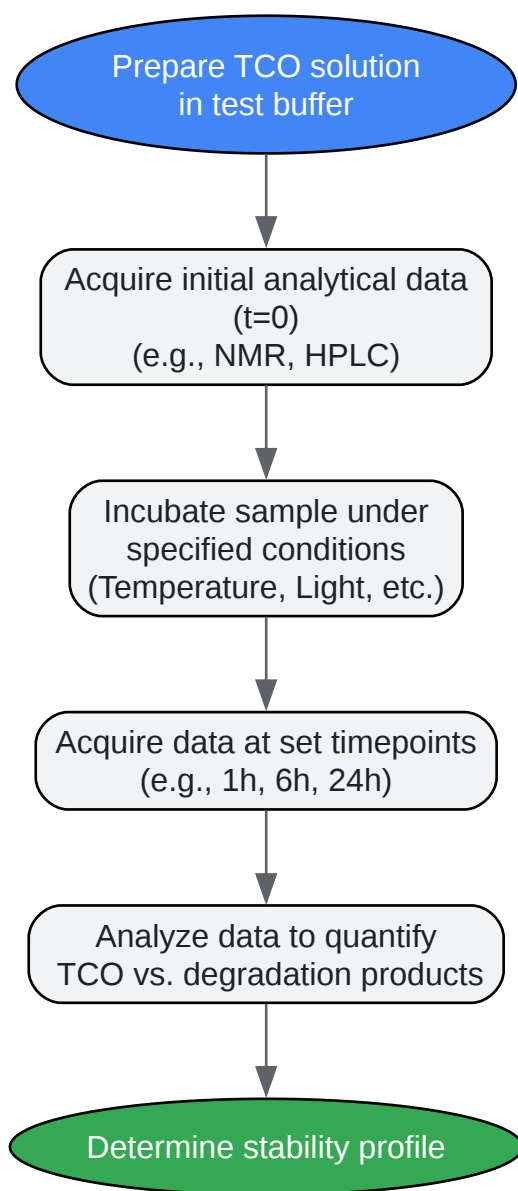 Prepare TCO solution
in test buffer
Acquire initial analytical data
(t=0)
(e.g., NMR, HPLC)
Incubate sample under
specified conditions
(Temperature, Light, etc.)
Acquire data at set timepoints
(e.g., 1h, 6h, 24h)
Analyze data to quantify
TCO vs. degradation products
Determine stability profile